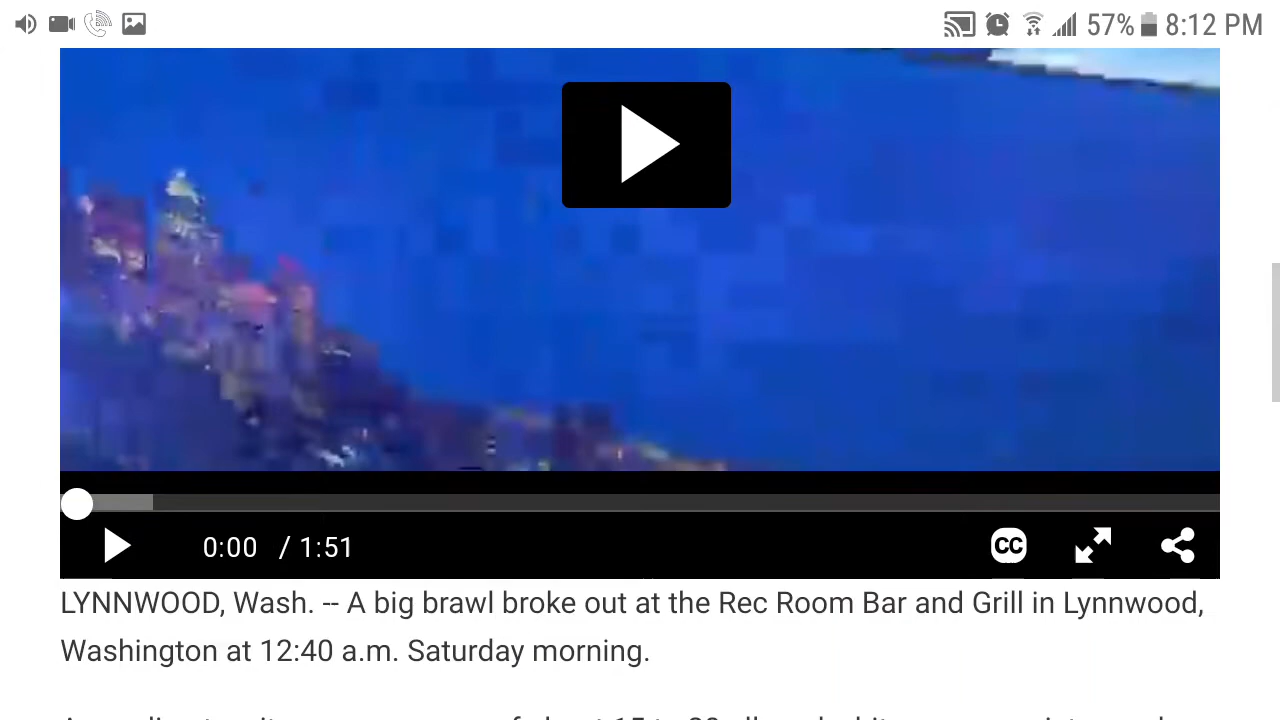 57% 8:12 PM
0:00 / 1:51
CC
LYNNWOOD, Wash. -- A big brawl broke out at the Rec Room Bar and Grill in Lynnwood,
Washington at 12:40 a.m. Saturday morning.